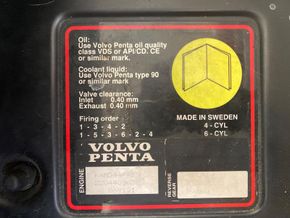 Oil:
Use Volvo Penta oil quality
class VDS or API/CD. CE
or similar mark.
Coolant liquid:
Use Volvo Penta type 90
or similar mark.
Valve clearance:
Inlet 0.40 mm
Exhaust 0.40 mm
Firing order
1 - 3 - 4 - 2
1 - 5 - 3 - 6 - 2 - 4
MADE IN SWEDEN
4 - CYL
6 - CYL
VOLVO
PENTA
ENGINE
REVERSE
GEAR